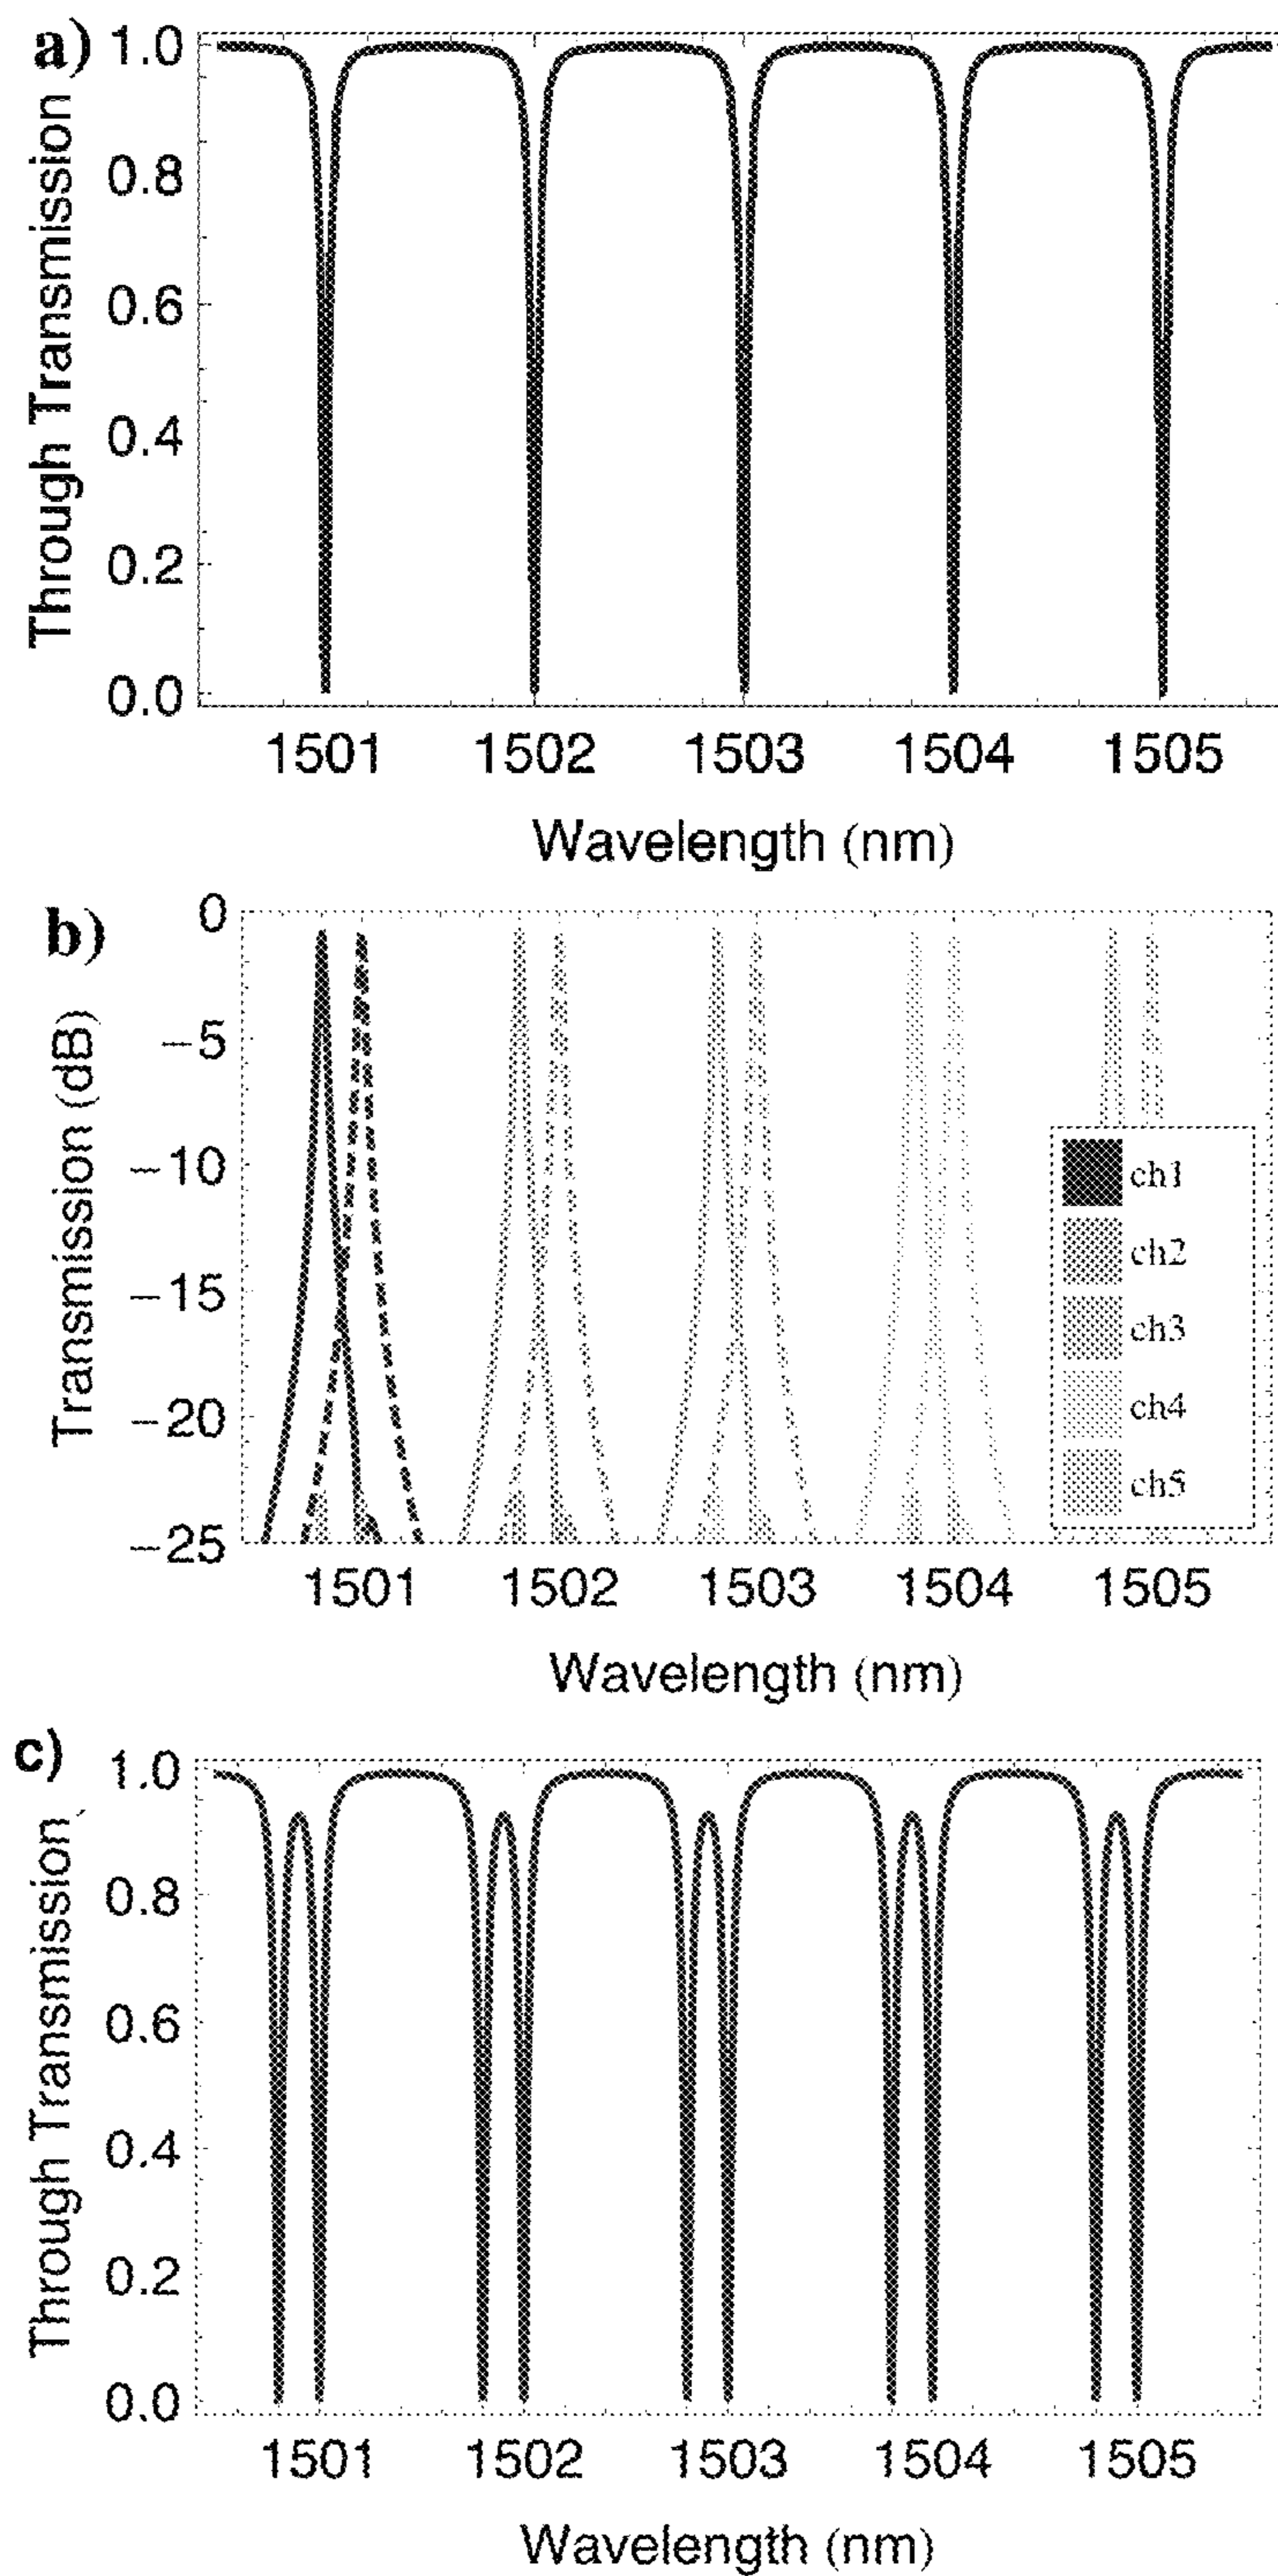 a)
Through Transmission
1.0
0.8
0.6
0.4
0.2
0.0
1501 1502 1503 1504 1505
Wavelength (nm)
b)
Transmission (dB)
0
−5
−10
−15
−20
−25
ch1
ch2
ch3
ch4
ch5
1501 1502 1503 1504 1505
Wavelength (nm)
c)
Through Transmission
1.0
0.8
0.6
0.4
0.2
0.0
1501 1502 1503 1504 1505
Wavelength (nm)